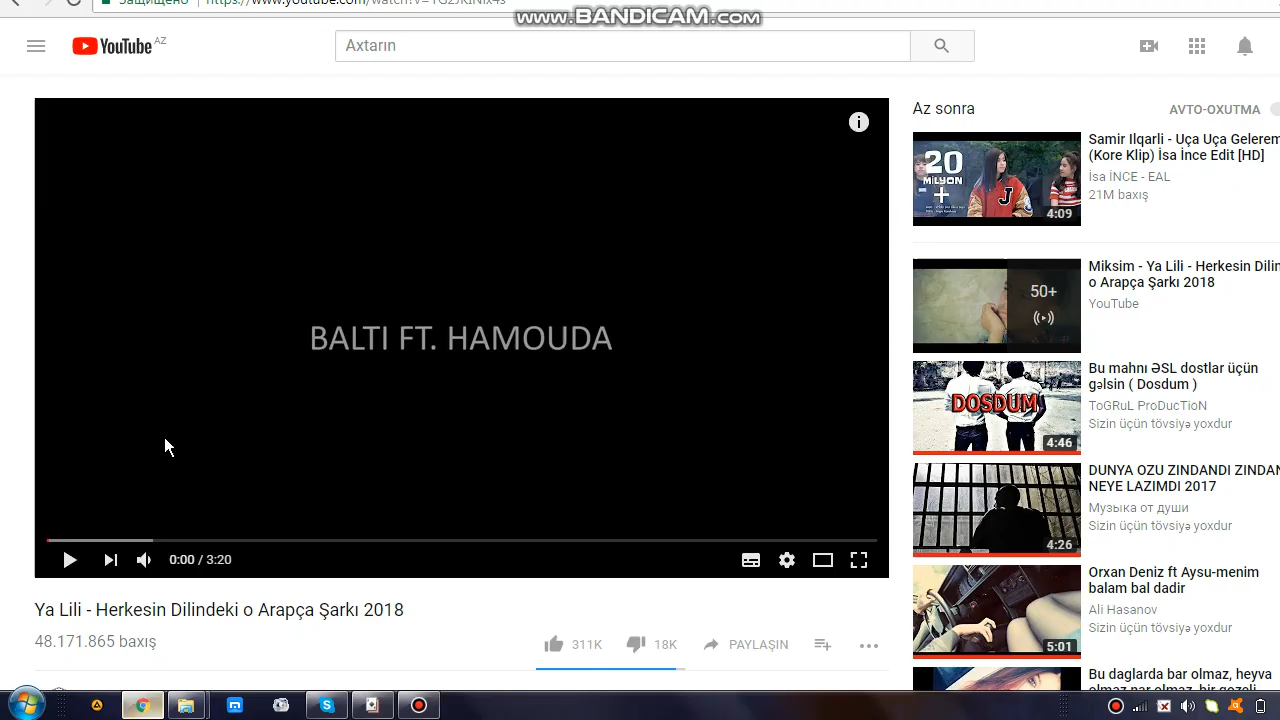 www.BANDICAM.com
YouTube AZ
Axtarın
BALTI FT. HAMOUDA
0:00 / 3:20
Ya Lili - Herkesin Dilindeki o Arapça Şarkı 2018
48.171.865 baxış
311K
18K
PAYLAŞIN
Az sonra
AVTO-OXUTMA
20
MİLYON
+
J
4:09
Samir Ilqarli - Uça Uça Gelerem
(Kore Klip) İsa İnce Edit [HD]
İsa İNCE - EAL
21M baxış
50+
Miksim - Ya Lili - Herkesin Dilin
o Arapça Şarkı 2018
YouTube
DOSDUM
4:46
Bu mahnı ƏSL dostlar üçün
gəlsin ( Dosdum )
ToGRuL ProDucTioN
Sizin üçün tövsiyə yoxdur
4:26
DUNYA OZU ZINDANDI ZINDAN
NEYE LAZIMDI 2017
Музыка от души
Sizin üçün tövsiyə yoxdur
5:01
Orxan Deniz ft Aysu-menim
balam bal dadir
Ali Hasanov
Sizin üçün tövsiyə yoxdur
Bu daglarda bar olmaz, heyva